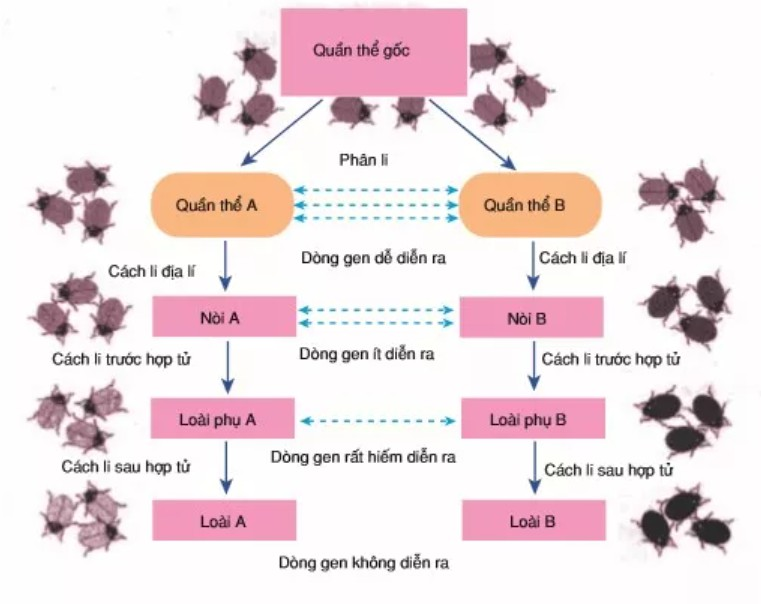 Quần thể gốc
Phân li
Quần thể A
Quần thể B
Dòng gen dễ diễn ra
Cách li địa lí
Cách li địa lí
Nòi A
Nòi B
Dòng gen ít diễn ra
Cách li trước hợp tử
Cách li trước hợp tử
Loài phụ A
Loài phụ B
Dòng gen rất hiếm diễn ra
Cách li sau hợp tử
Cách li sau hợp tử
Loài A
Loài B
Dòng gen không diễn ra